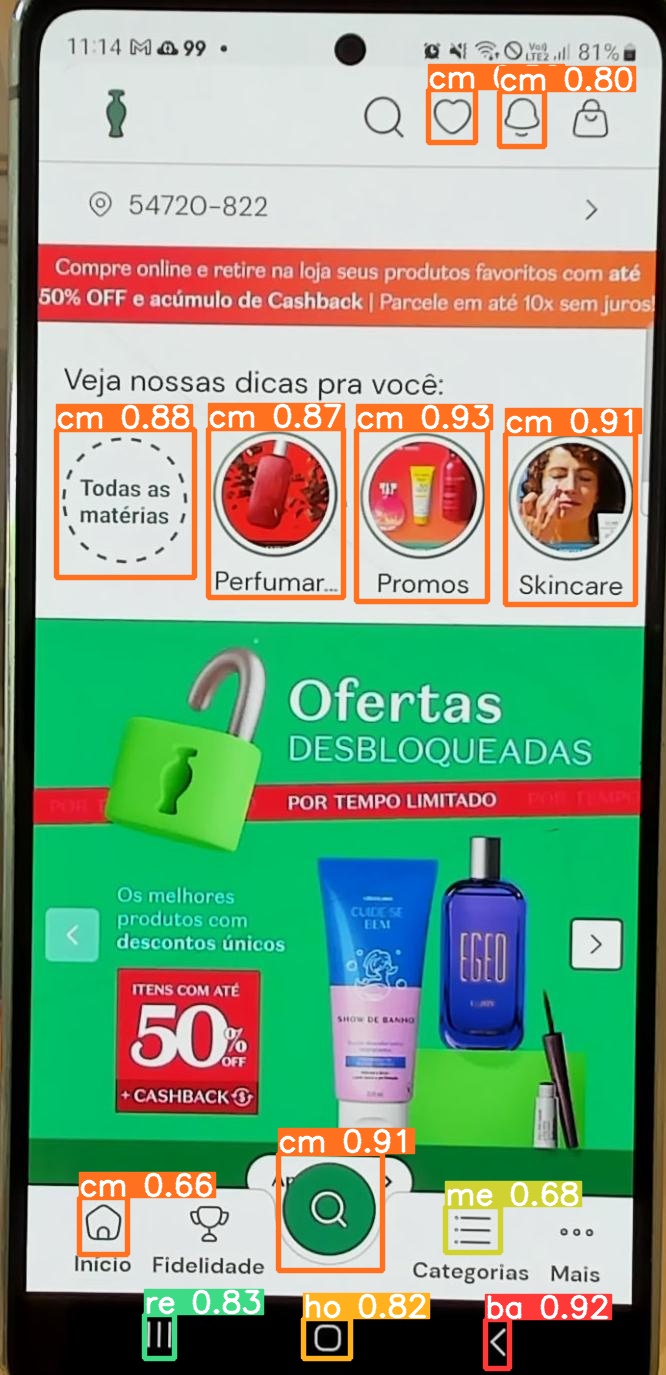 11:14 M 99 •
Vo)) LTE2 81%
cm cm 0.80
54720-822
Compre online e retire na loja seus produtos favoritos com até
50% OFF e acúmulo de Cashback | Parcele em até 10x sem juros!
Veja nossas dicas pra você:
cm 0.88 cm 0.87 cm 0.93 cm 0.91
Todas as
matérias
Perfumar... Promos Skincare
Ofertas
DESBLOQUEADAS
POR TEMPO LIMITADO
Os melhores
produtos com
descontos únicos
ITENS COM ATÉ
50%
OFF
+ CASHBACK $
CUIDE-SE
BEM
SHOW DE BANHO
EGEO
cm 0.91
cm 0.66 me 0.68
Início Fidelidade Categorias Mais
re 0.83 ho 0.82 ba 0.92